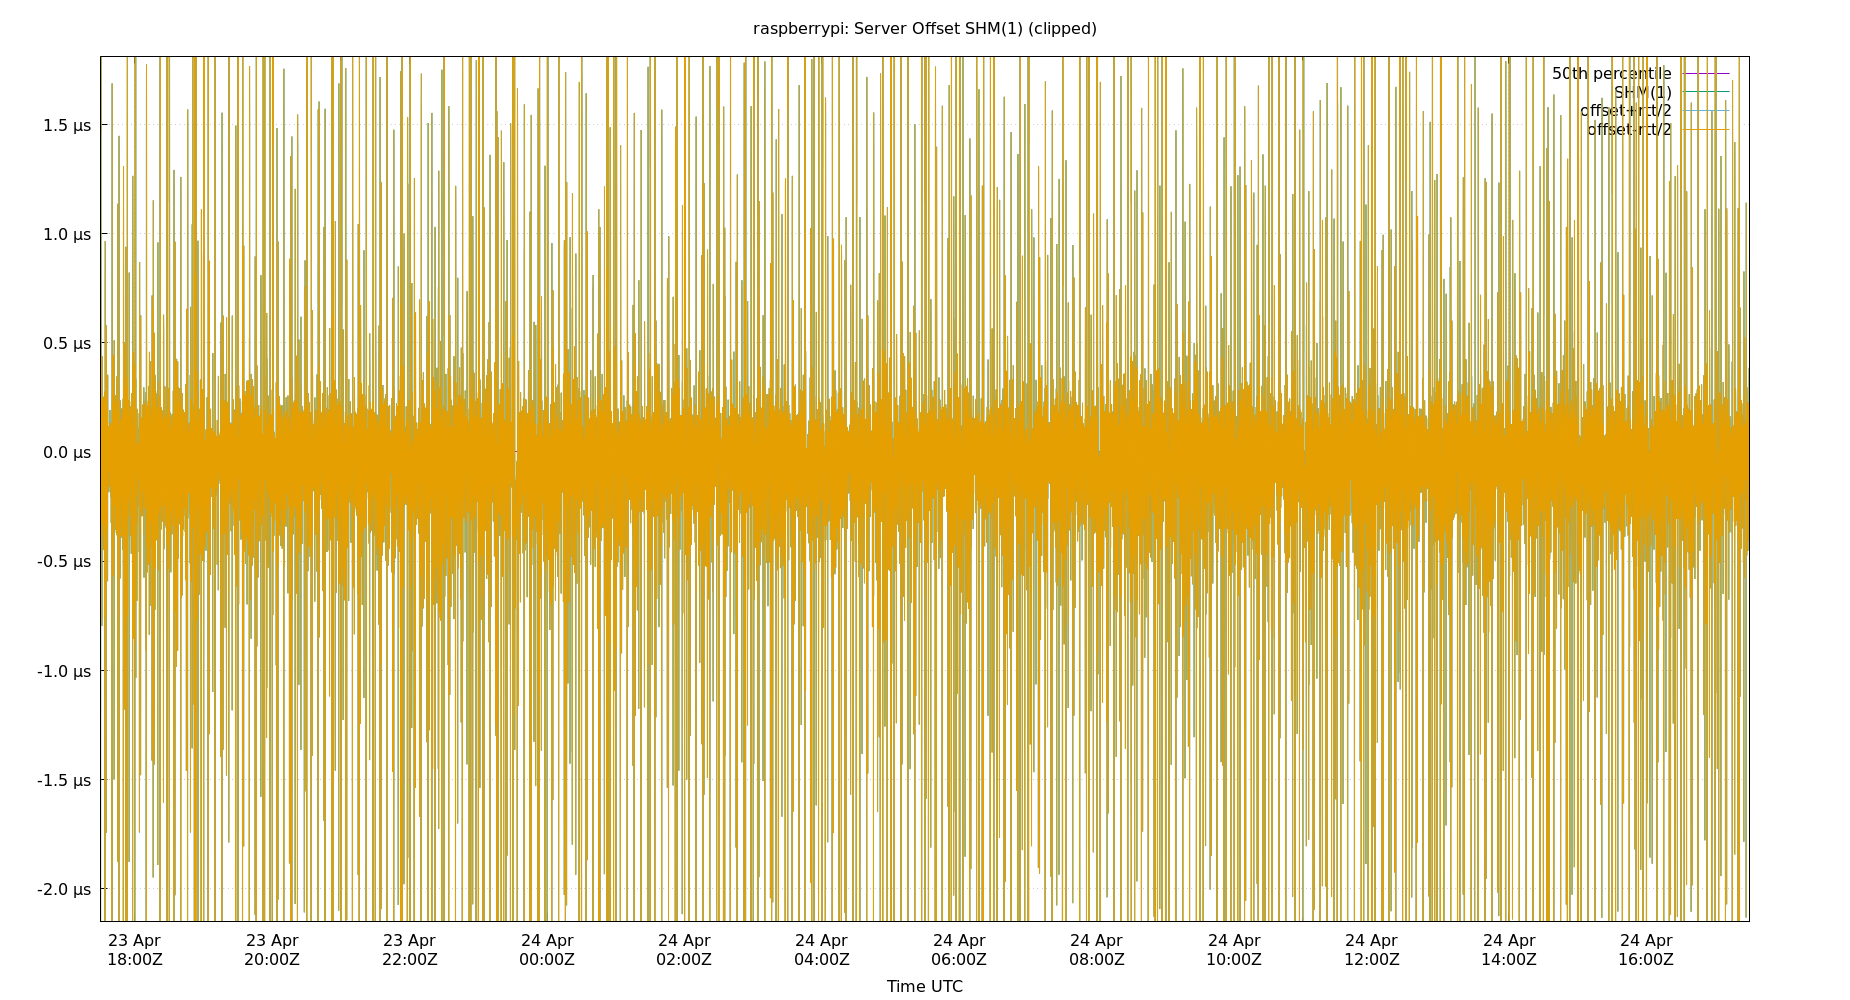 raspberrypi: Server Offset SHM(1) (clipped)
50th percentile
SHM(1)
offset+rtt/2
offset-rtt/2
1.5 µs
1.0 µs
0.5 µs
0.0 µs
-0.5 µs
-1.0 µs
-1.5 µs
-2.0 µs
23 Apr 23 Apr 23 Apr 24 Apr 24 Apr 24 Apr 24 Apr 24 Apr 24 Apr 24 Apr 24 Apr 24 Apr
18:00Z 20:00Z 22:00Z 00:00Z 02:00Z 04:00Z 06:00Z 08:00Z 10:00Z 12:00Z 14:00Z 16:00Z
Time UTC